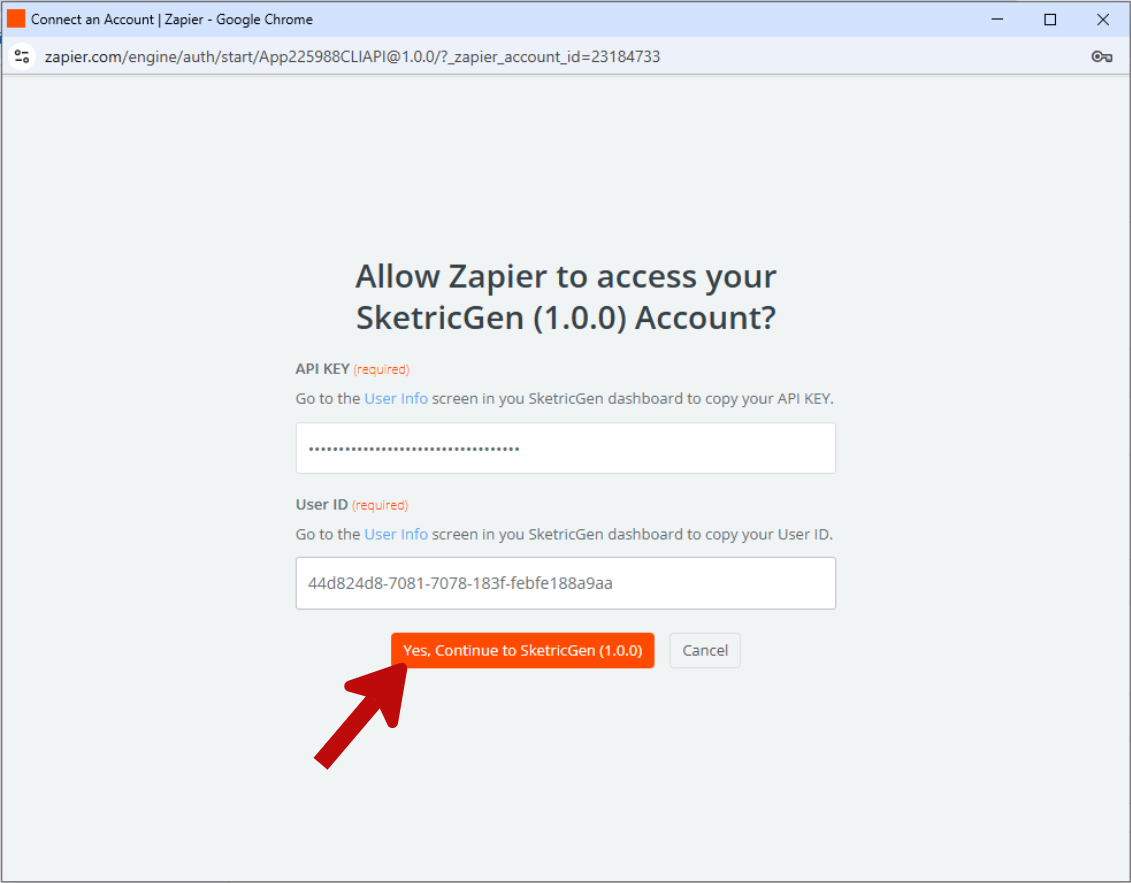 Connect an Account | Zapier - Google Chrome
zapier.com/engine/auth/start/App225988CLIAPI@1.0.0/?_zapier_account_id=23184733
Allow Zapier to access your
SketricGen (1.0.0) Account?
API KEY (required)
Go to the User Info screen in you SketricGen dashboard to copy your API KEY.
•••••••••••••••••••••••••••••••••••
User ID (required)
Go to the User Info screen in you SketricGen dashboard to copy your User ID.
44d824d8-7081-7078-183f-febfe188a9aa
Yes, Continue to SketricGen (1.0.0) Cancel